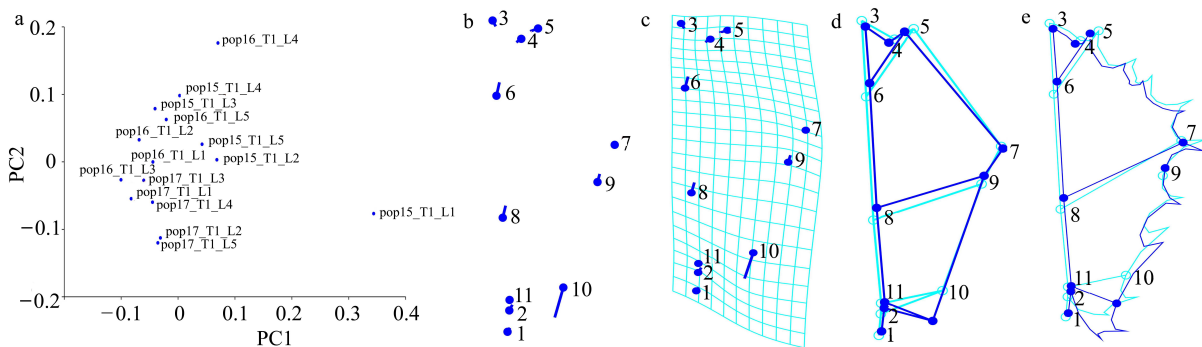 a b c d e
0.2
0.1
0
−0.1
−0.2
PC2
−0.1 0 0.1 0.2 0.3 0.4
PC1
pop16_T1_L4
pop15_T1_L4
pop15_T1_L3
pop16_T1_L5
pop16_T1_L2
pop15_T1_L5
pop16_T1_L1
pop15_T1_L2
pop16_T1_L3
pop17_T1_L3
pop17_T1_L1
pop17_T1_L4
pop15_T1_L1
pop17_T1_L2
pop17_T1_L5
3 5
4
6
7
9
8
11 10
2
1
3 5
4
6
7
9
8
11 10
2
1
3 5
4
6
7
9
8
11 10
2
1
3 5
4
6
7
9
8
11 10
2
1